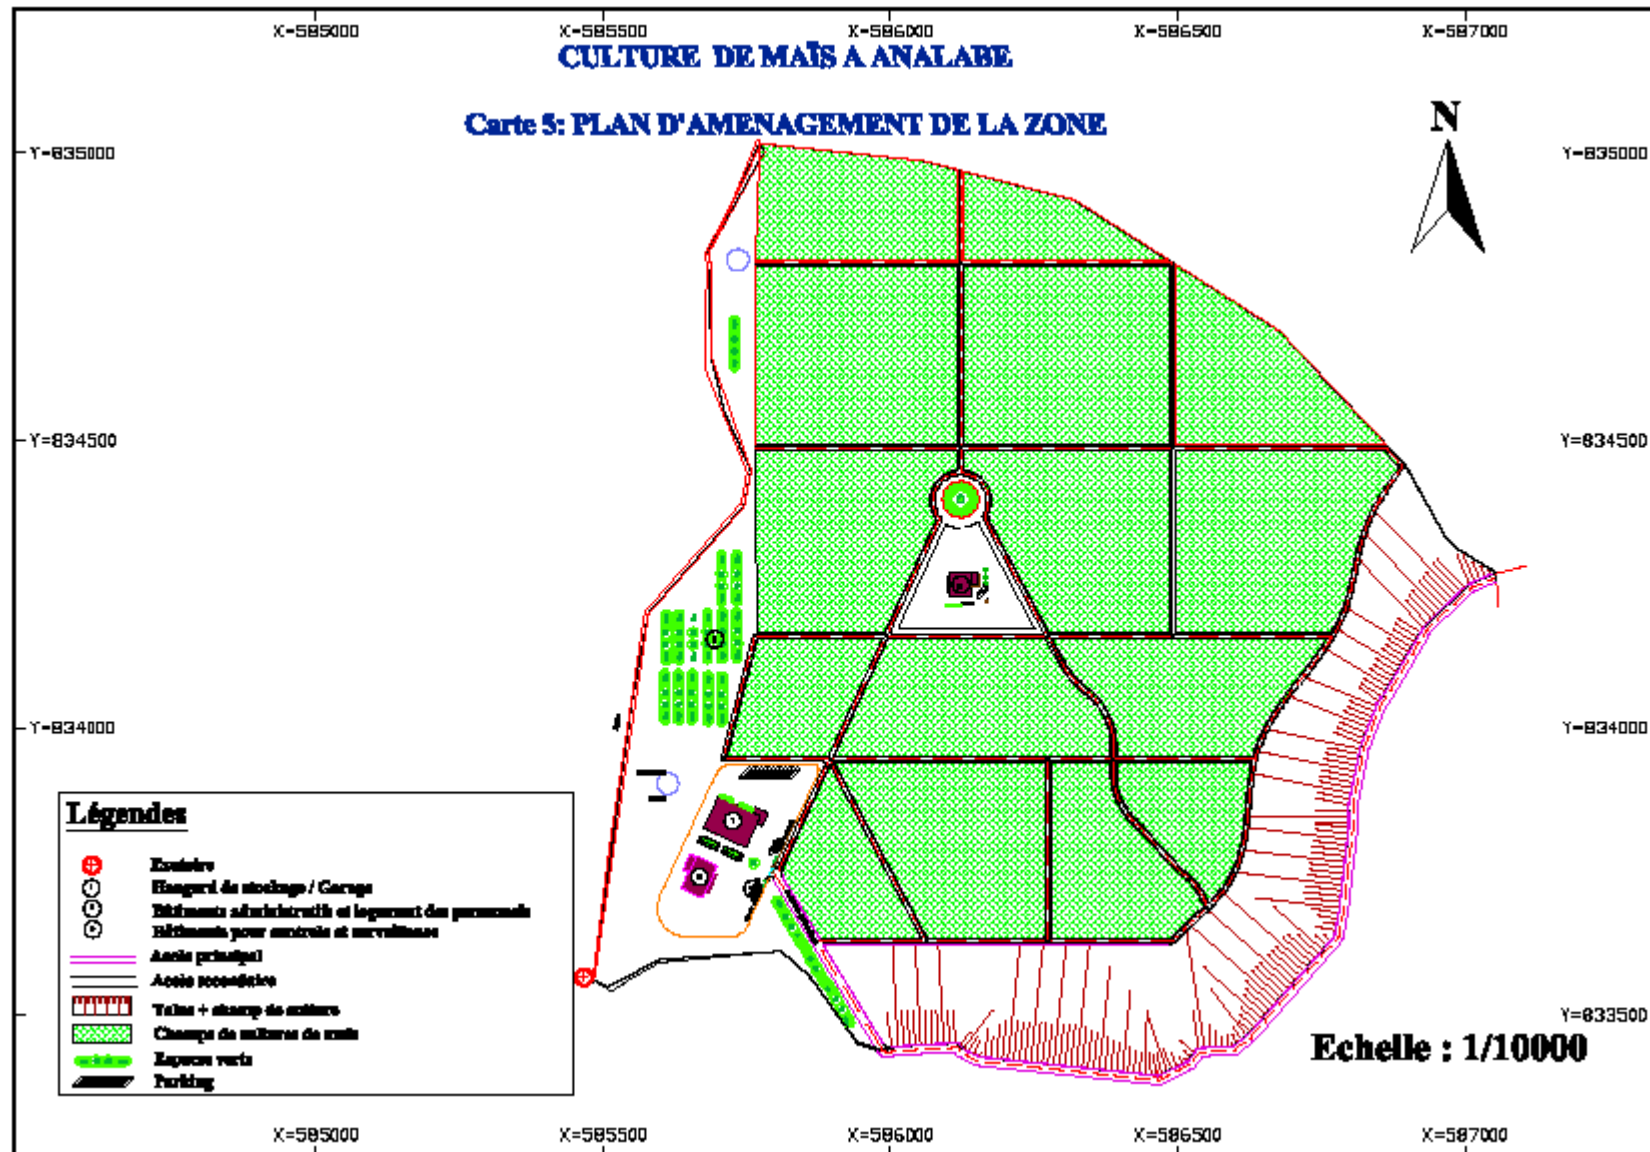 X=585000 X=585500 X=586000 X=586500 X=587000
CULTURE DE MAÏS A ANALABE
Carte 5: PLAN D'AMENAGEMENT DE LA ZONE
N
Y=835000 Y=835000
Y=834500 Y=834500
Y=834000 Y=834000
Légendes
Exutoire
Hangard de stockage / Garage
Bâtiments administratifs et logement des personnels
Bâtiments pour controle et surveillance
Accès principal
Accès secondaire
Talus + champ de culture
Champs de cultures de maïs
Espaces verts
Parking
Y=833500
Echelle : 1/10000
X=585000 X=585500 X=586000 X=586500 X=587000